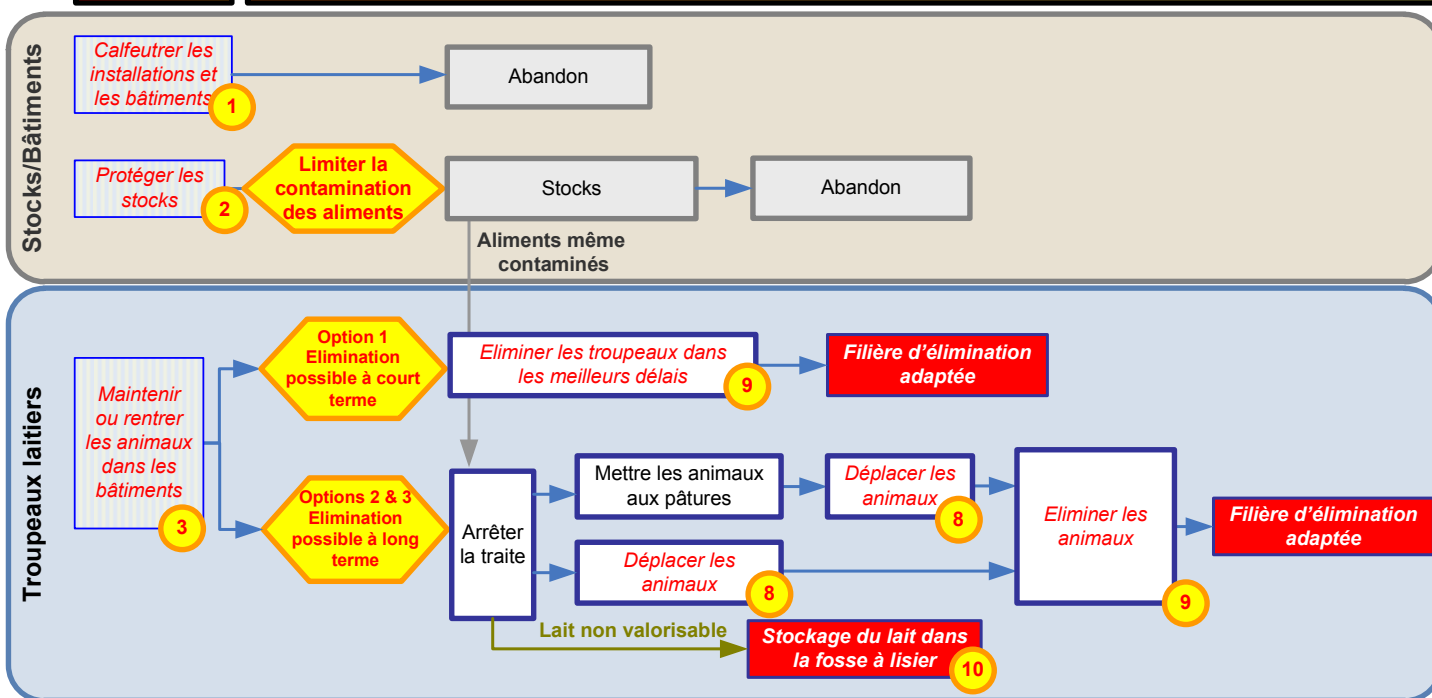 Stocks/Bâtiments
Calfeutrer les
installations et
les bâtiments
1
Abandon
Protéger les
stocks
2
Limiter la
contamination
des aliments
Stocks
Abandon
Aliments même
contaminés
Troupeaux laitiers
Maintenir
ou rentrer
les animaux
dans les
bâtiments
3
Option 1
Elimination
possible à court
terme
Eliminer les troupeaux dans
les meilleurs délais
9
Filière d’élimination
adaptée
Options 2 & 3
Elimination
possible à long
terme
Arrêter
la traite
Mettre les animaux
aux pâtures
Déplacer les
animaux
8
Déplacer les
animaux
8
Eliminer les
animaux
9
Filière d’élimination
adaptée
Lait non valorisable
Stockage du lait dans
la fosse à lisier
10